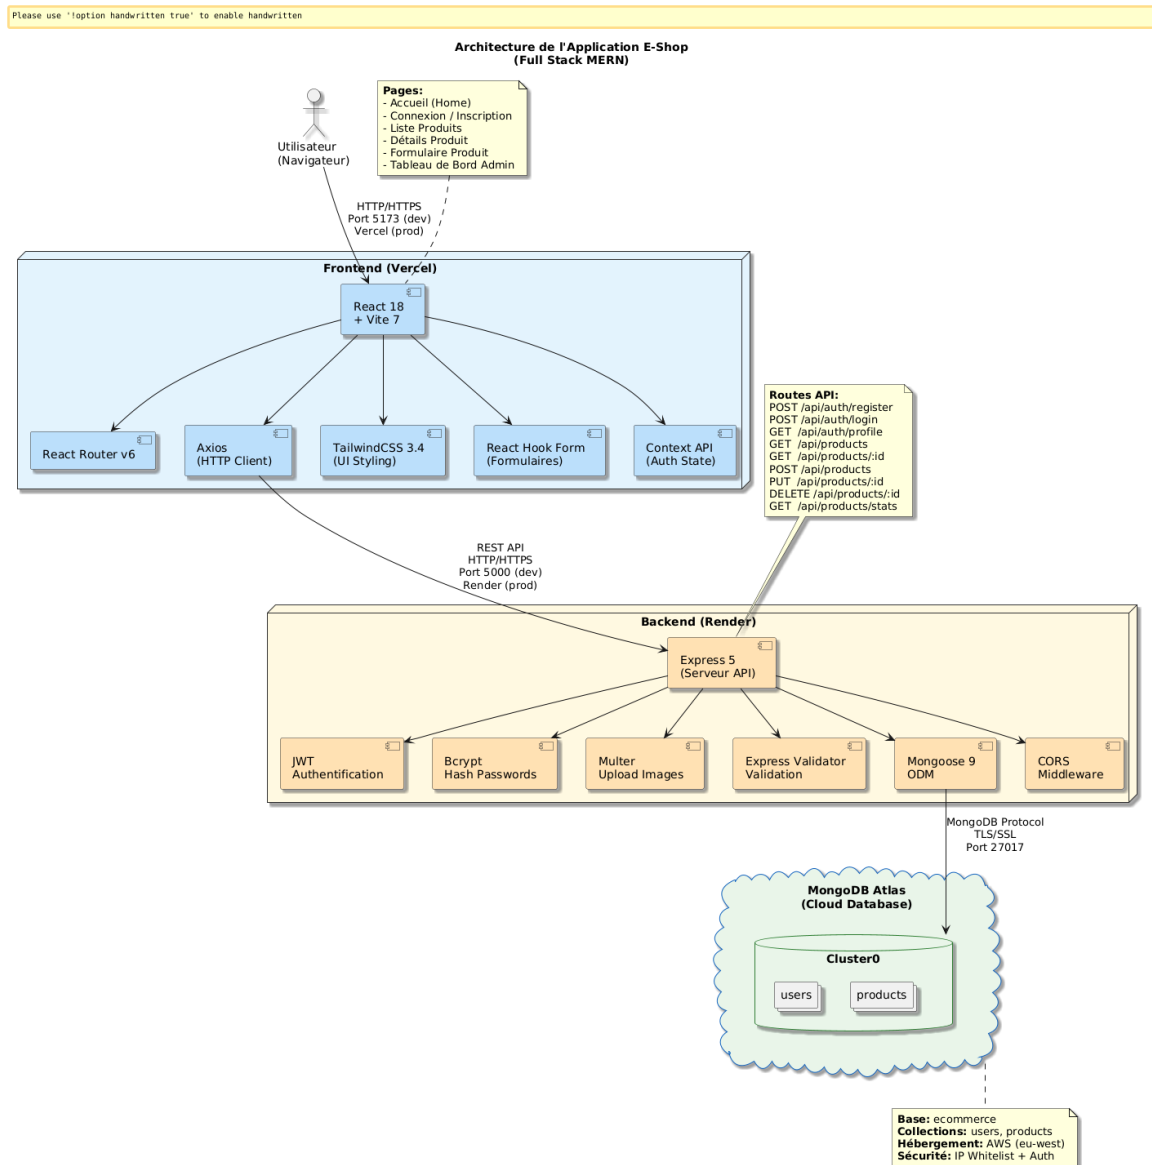 Please use '!option handwritten true' to enable handwritten
Architecture de l'Application E-Shop
(Full Stack MERN)
Utilisateur
(Navigateur)
Pages:
- Accueil (Home)
- Connexion / Inscription
- Liste Produits
- Détails Produit
- Formulaire Produit
- Tableau de Bord Admin
HTTP/HTTPS
Port 5173 (dev)
Vercel (prod)
Frontend (Vercel)
React 18
+ Vite 7
React Router v6
Axios
(HTTP Client)
TailwindCSS 3.4
(UI Styling)
React Hook Form
(Formulaires)
Context API
(Auth State)
Routes API:
POST /api/auth/register
POST /api/auth/login
GET  /api/auth/profile
GET  /api/products
GET  /api/products/:id
POST /api/products
PUT  /api/products/:id
DELETE /api/products/:id
GET  /api/products/stats
REST API
HTTP/HTTPS
Port 5000 (dev)
Render (prod)
Backend (Render)
Express 5
(Serveur API)
JWT
Authentification
Bcrypt
Hash Passwords
Multer
Upload Images
Express Validator
Validation
Mongoose 9
ODM
CORS
Middleware
MongoDB Protocol
TLS/SSL
Port 27017
MongoDB Atlas
(Cloud Database)
Cluster0
users
products
Base: ecommerce
Collections: users, products
Hébergement: AWS (eu-west)
Sécurité: IP Whitelist + Auth